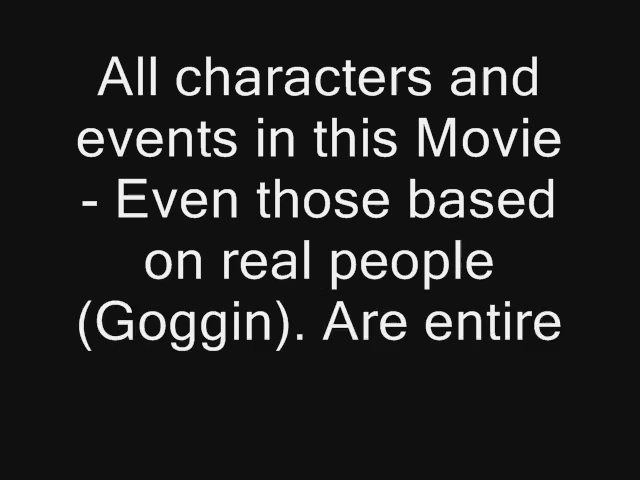 All characters and
events in this Movie
- Even those based
on real people
(Goggin). Are entire